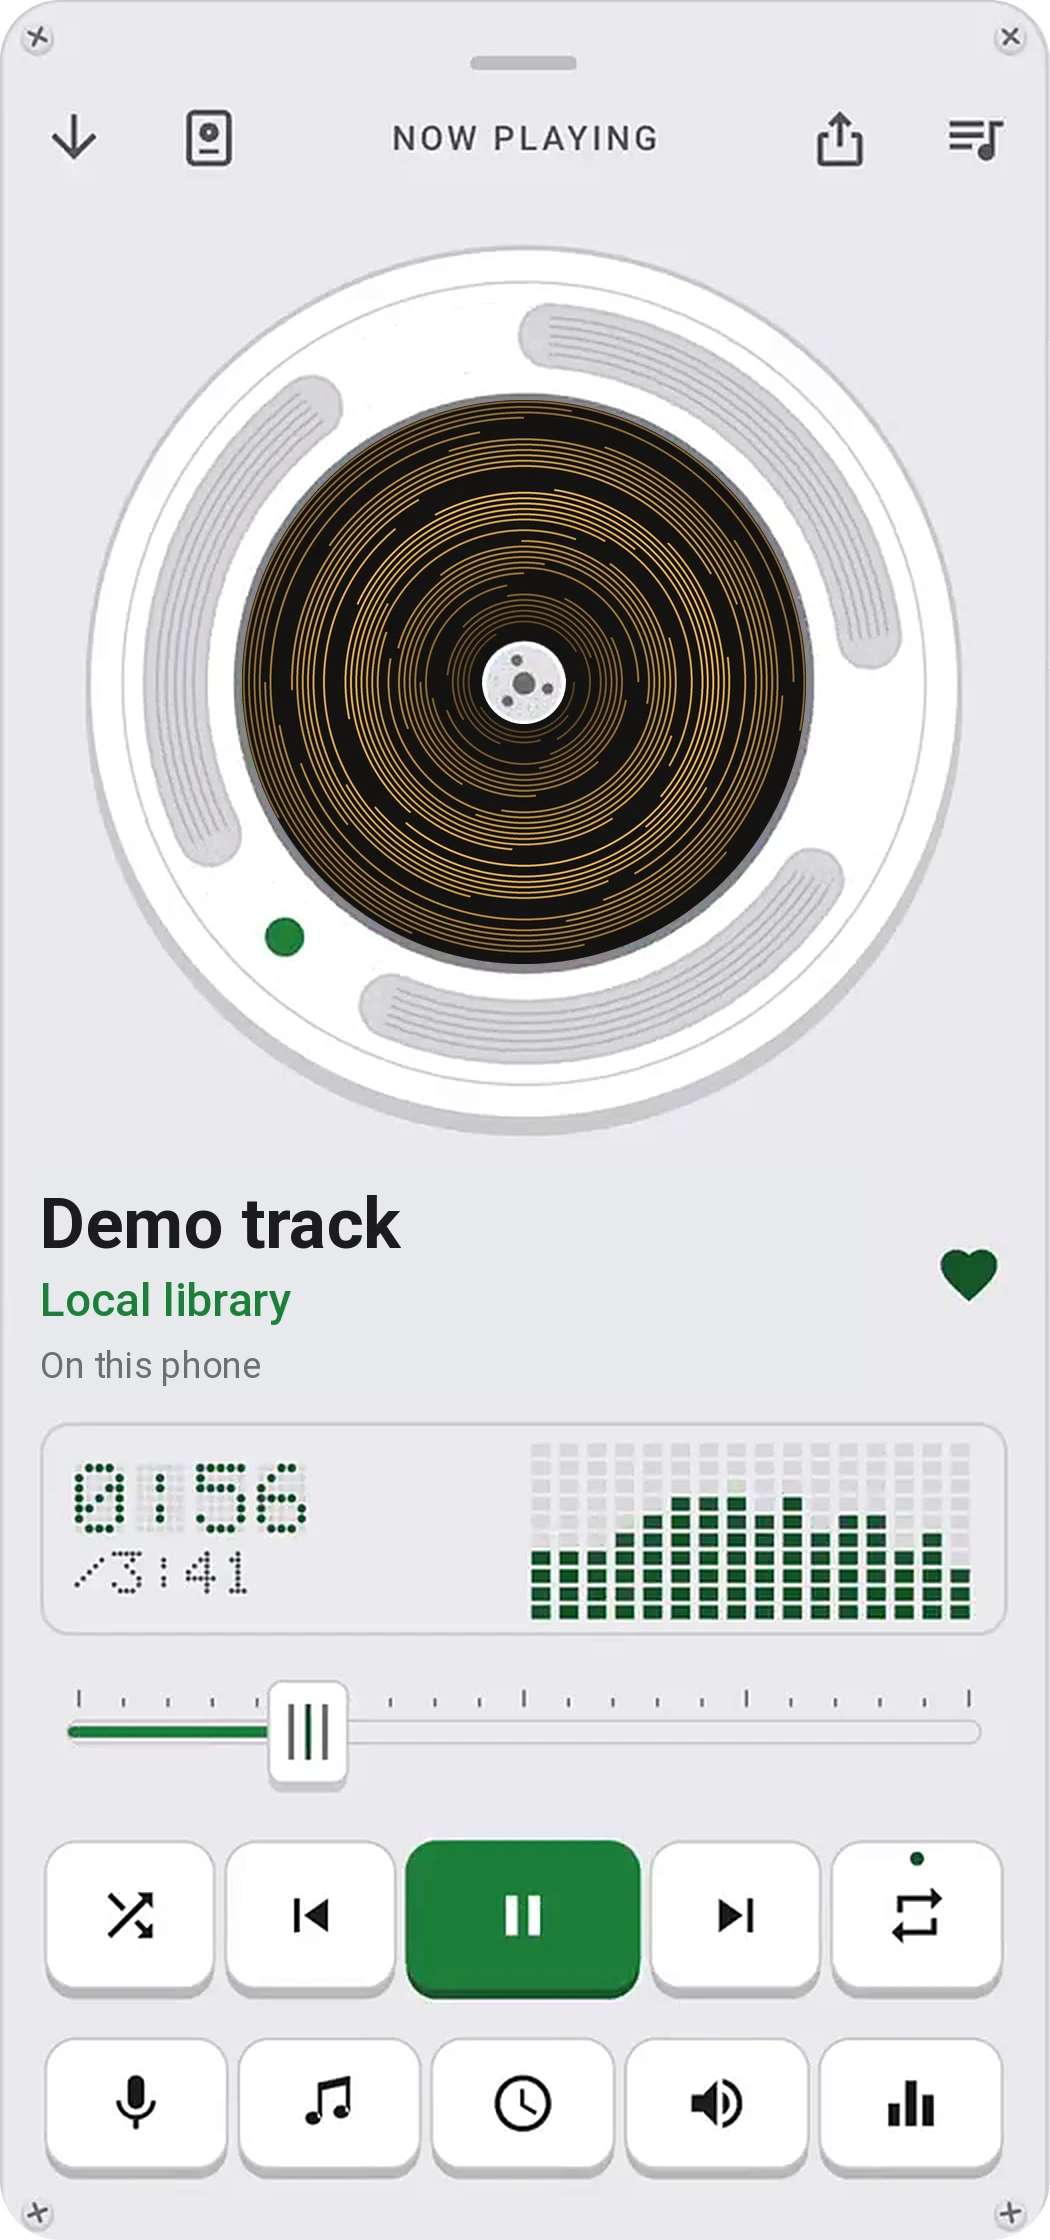 NOW PLAYING
Demo track
Local library
On this phone
01:56
/3:41